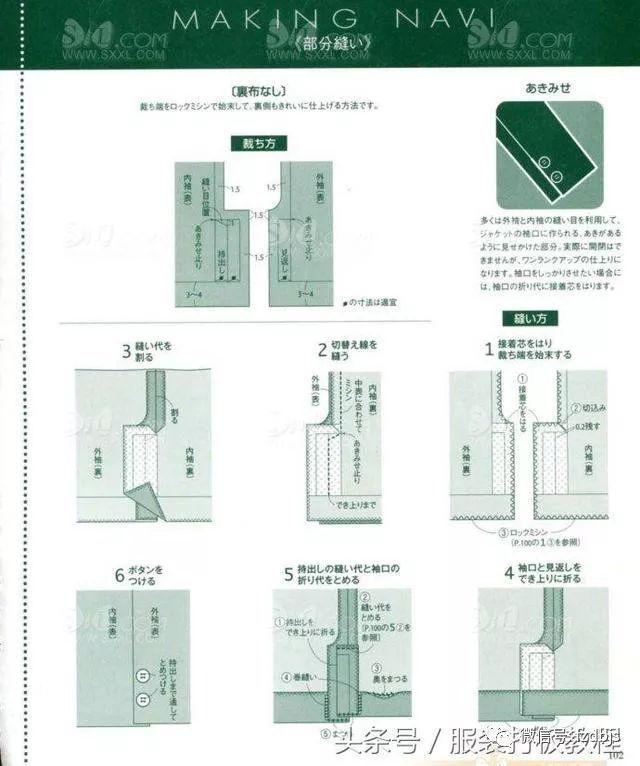 MAKING NAVI
〈部分縫い〉
〔裏布なし〕
裁ち端をロックミシンで始末して、裏側もきれいに仕上げる方法です。
裁ち方
内袖(表)
縫い目位置
あきみせ止り
持出し
1.5
3〜4
1.5
1.5
1.5
外袖(表)
あきみせ止り
見返し
3〜4
の寸法は適宜
あきみせ
多くは外袖と内袖の縫い目を利用して、
ジャケットの袖口に作られる、あきがある
ように見せかけた部分。実際に開閉はで
きませんが、ワンランクアップの仕上りに
なります。袖口をしっかりさせたい場合に
は、袖口の折り代に接着芯をはります。
縫い方
1 接着芯をはり
裁ち端を始末する
①接着芯をはる
②切込み
0.2残す
外袖(裏)
内袖(裏)
③ロックミシン
(P.100の1③を参照)
2 切替え線を
縫う
外袖(表)
中表に合わせて
ミシン
内袖(裏)
あきみせ止り
でき上りまで
3 縫い代を
割る
割る
外袖(裏)
内袖(裏)
4 袖口と見返しを
でき上りに折る
外袖(裏)
内袖(裏)
5 持出しの縫い代と袖口の
折り代をとめる
①持出しを
でき上りに折る
②
縫い代を
とめる
(P.100の5②を
参照)
③
奥をまつる
④巻縫い
⑤
6 ボタンを
つける
内袖(表)
外袖(表)
持出しまで通して
とめつける
头条号/服装打板教程
102
SXXL.COM
WWW.SXXL.COM